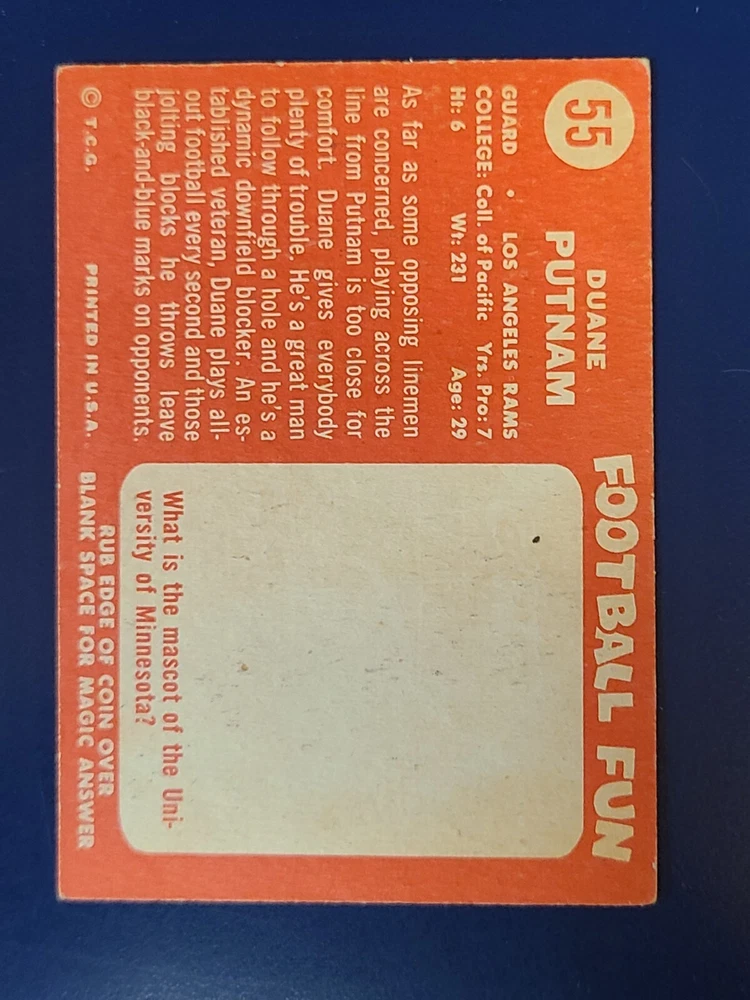 55
DUANE
PUTNAM
GUARD • LOS ANGELES RAMS
COLLEGE: Coll. of Pacific Yrs. Pro: 7
Ht: 6 Wt: 231 Age: 29
As far as some opposing linemen
are concerned, playing across the
line from Putnam is too close for
comfort. Duane gives everybody
plenty of trouble. He's a great man
to follow through a hole and he's a
dynamic downfield blocker. An es-
tablished veteran, Duane plays all-
out football every second and those
jolting blocks he throws leave
black-and-blue marks on opponents.
© T.C.G. PRINTED IN U.S.A.
FOOTBALL FUN
What is the mascot of the Uni-
versity of Minnesota?
RUB EDGE OF COIN OVER
BLANK SPACE FOR MAGIC ANSWER